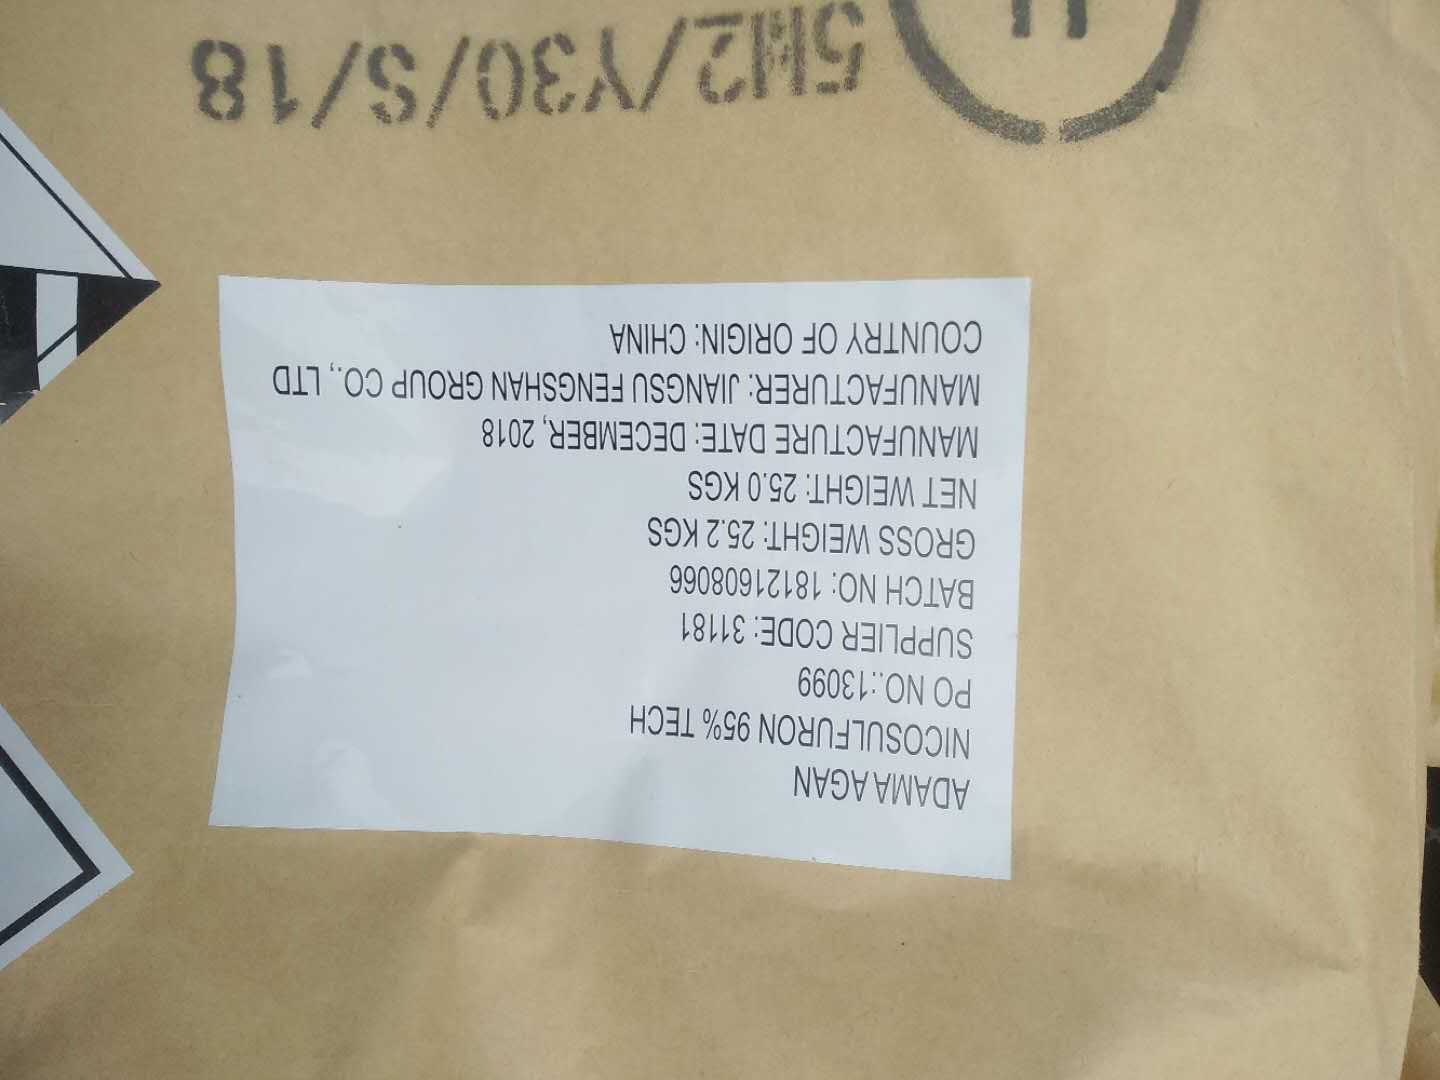 ADAMA AGAN
NICOSULFURON 95% TECH
PO NO.:13099
SUPPLIER CODE: 31181
BATCH NO: 18121608066
GROSS WEIGHT: 25.2 KGS
NET WEIGHT: 25.0 KGS
MANUFACTURE DATE: DECEMBER, 2018
MANUFACTURER: JIANGSU FENGSHAN GROUP CO., LTD
COUNTRY OF ORIGIN: CHINA
5M2/Y30/S/18